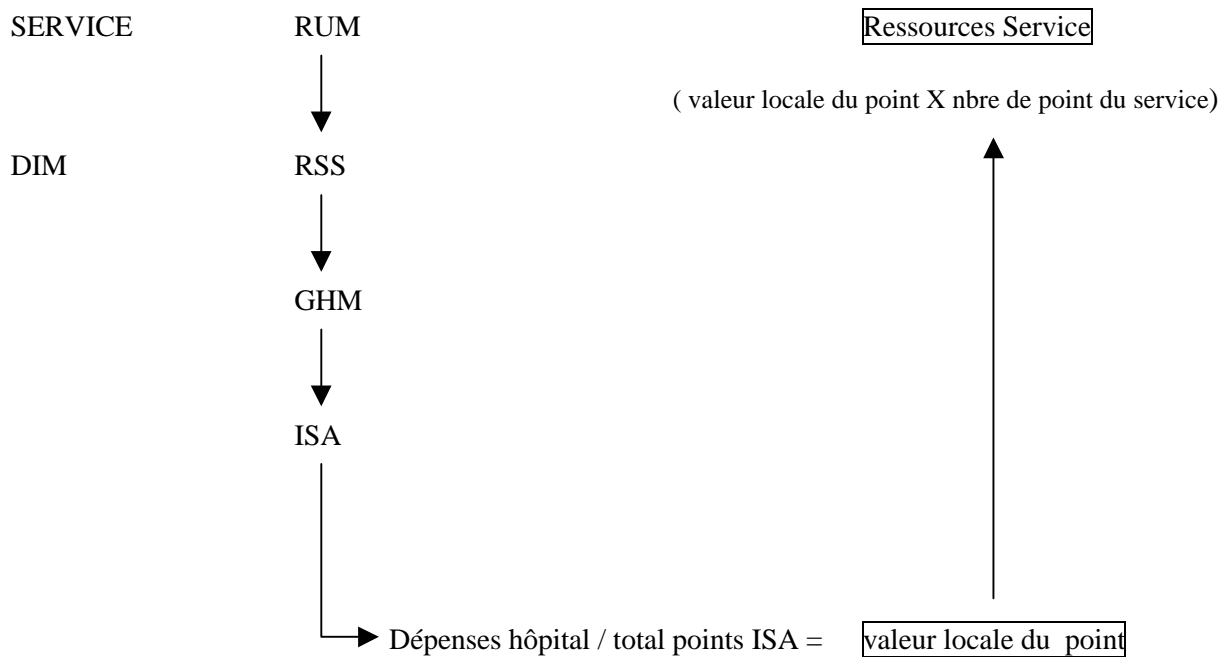 SERVICE RUM Ressources Service
( valeur locale du point X nbre de point du service)
DIM RSS
GHM
ISA
Dépenses hôpital / total points ISA = valeur locale du point